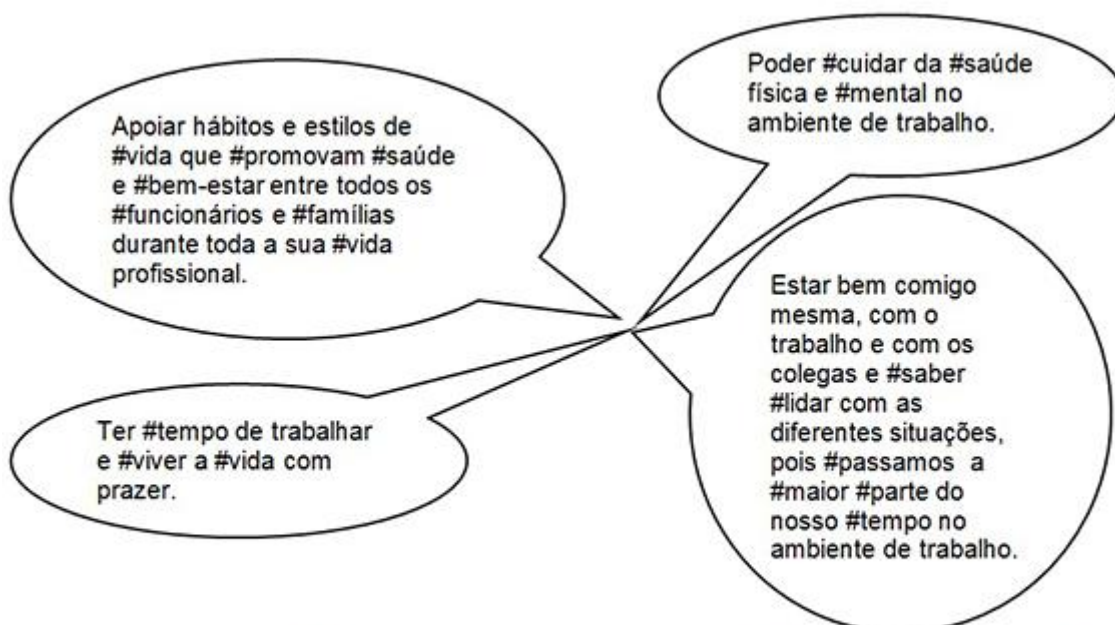 Poder #cuidar da #saúde
física e #mental no
ambiente de trabalho.
Apoiar hábitos e estilos de
#vida que #promovam #saúde
e #bem-estar entre todos os
#funcionários e #famílias
durante toda a sua #vida
profissional.
Estar bem comigo
mesma, com o
trabalho e com os
colegas e #saber
#lidar com as
diferentes situações,
pois #passamos a
#maior #parte do
nosso #tempo no
ambiente de trabalho.
Ter #tempo de trabalhar
e #viver a #vida com
prazer.